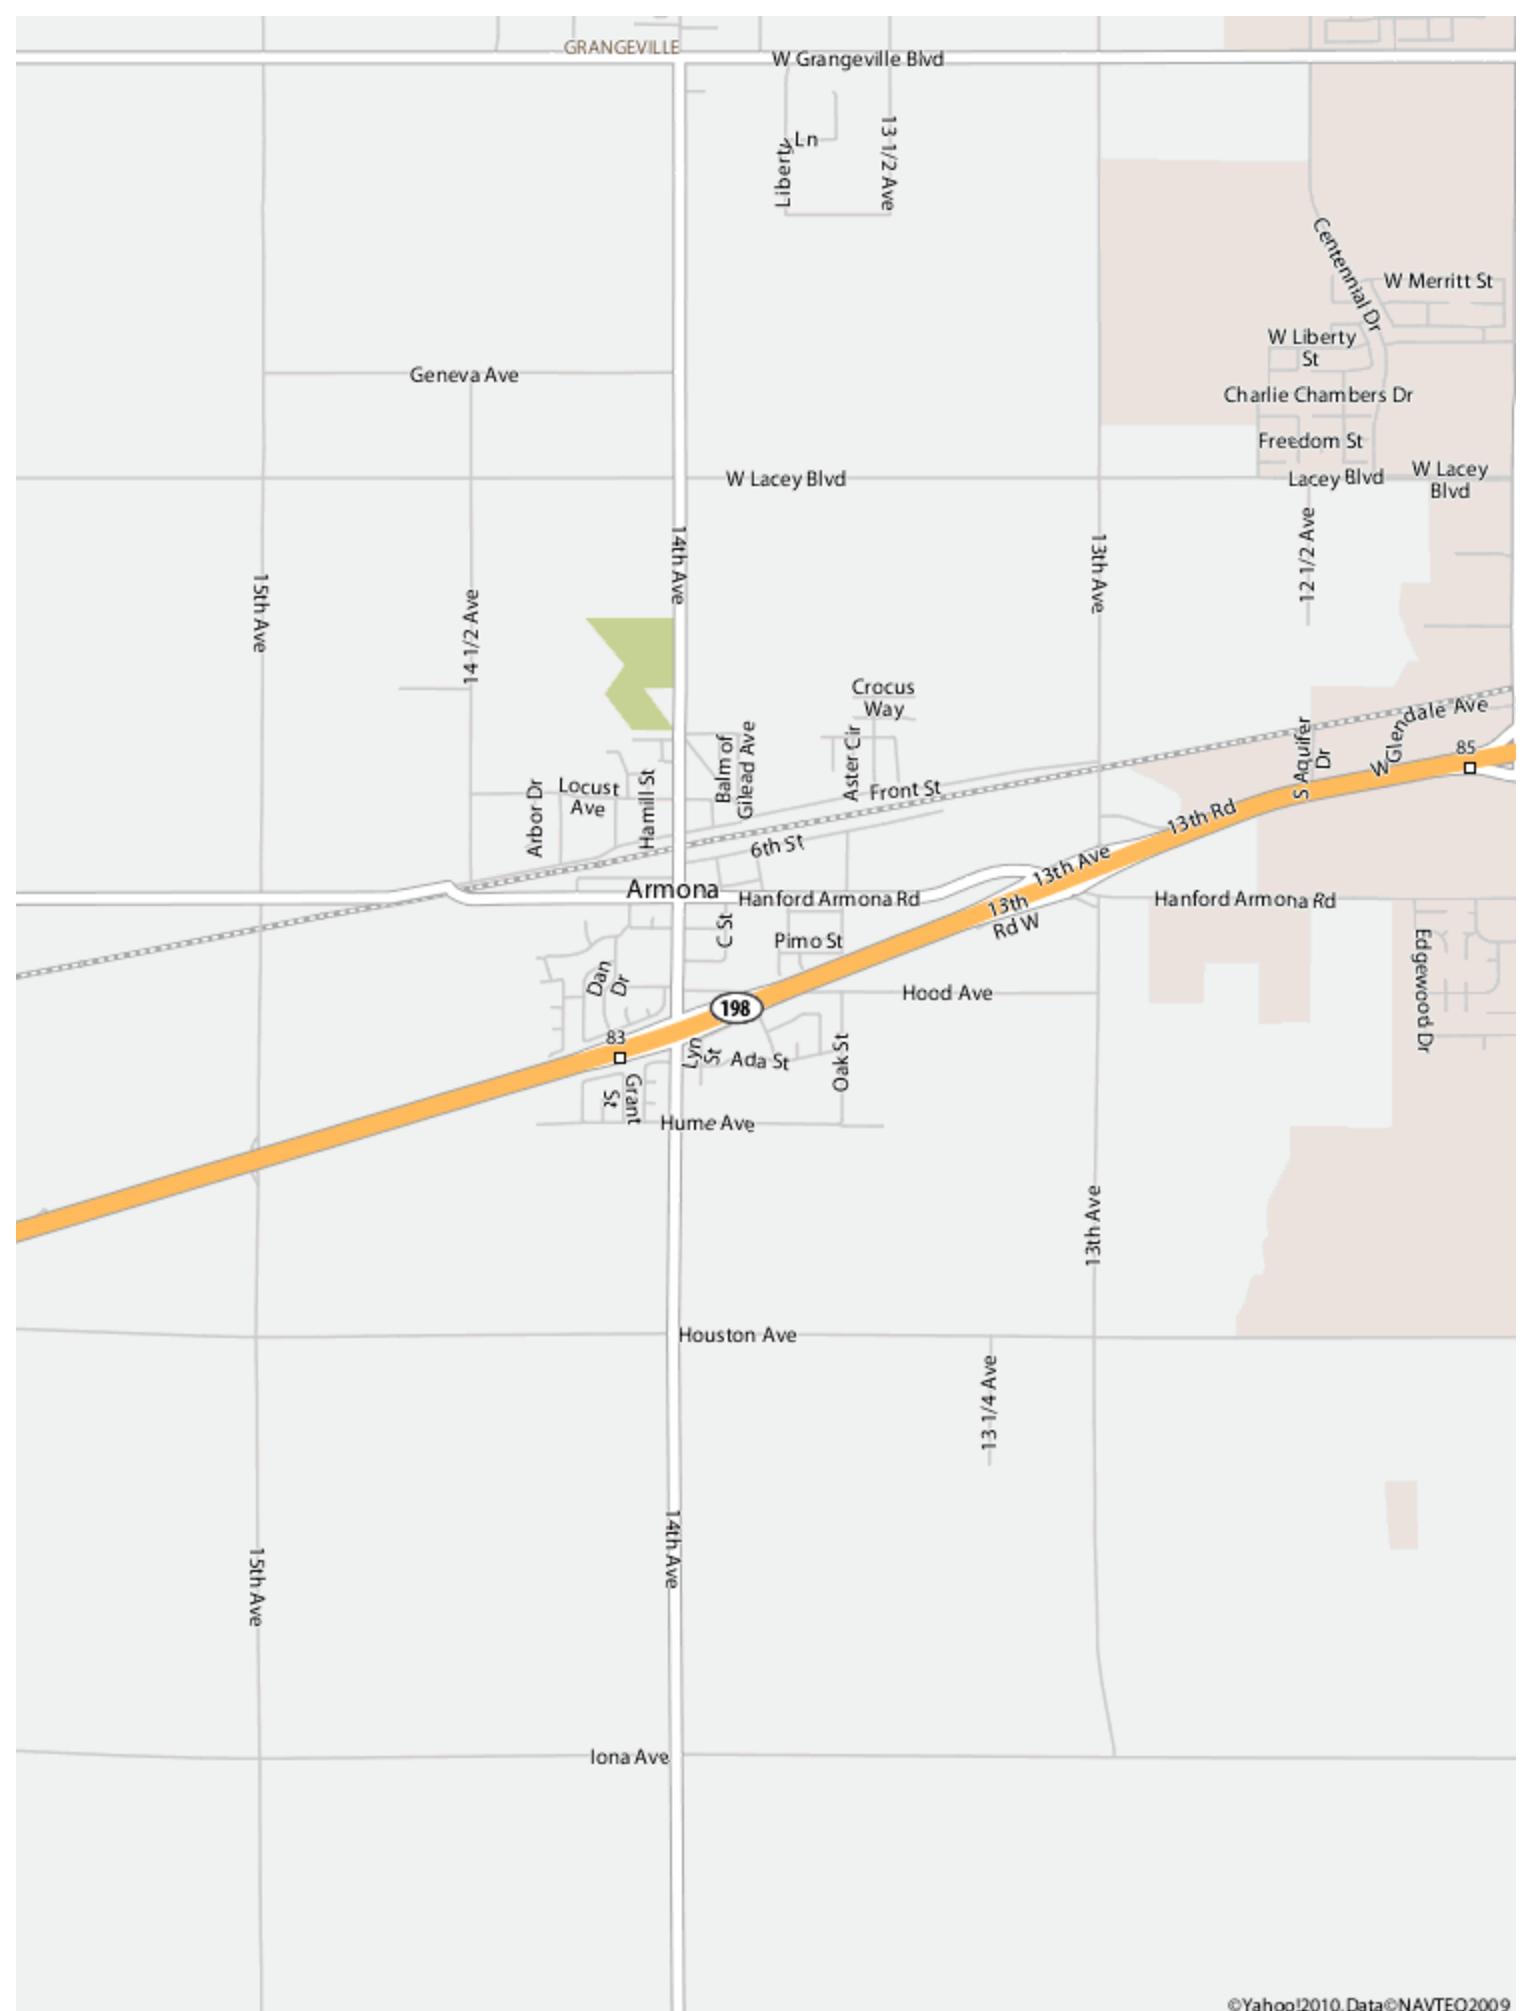 GRANGEVILLE
W Grangeville Blvd
Liberty
Ln
13 1/2 Ave
Centennial Dr
W Merritt St
W Liberty
St
Geneva Ave
Charlie Chambers Dr
Freedom St
W Lacey Blvd
Lacey Blvd
W Lacey
Blvd
15th Ave
14 1/2 Ave
14th Ave
13th Ave
12 1/2 Ave
Crocus
Way
W Glendale Ave
S Aquifer
Dr
85
Arbor Dr
Locust
Ave
Hamill St
Balm of
Gilead Ave
Aster Cir
Front St
13th Rd
6th St
13th Ave
Armona
Hanford Armona Rd
13th
Rd W
Hanford Armona Rd
C St
Pimo St
Edgewood Dr
Dan
Dr
Hood Ave
198
83
Lyn
St
Ada St
Oak St
Grant
St
Hume Ave
13th Ave
Houston Ave
13 1/4 Ave
15th Ave
14th Ave
Iona Ave
©Yahoo!2010, Data©NAVTEQ2009